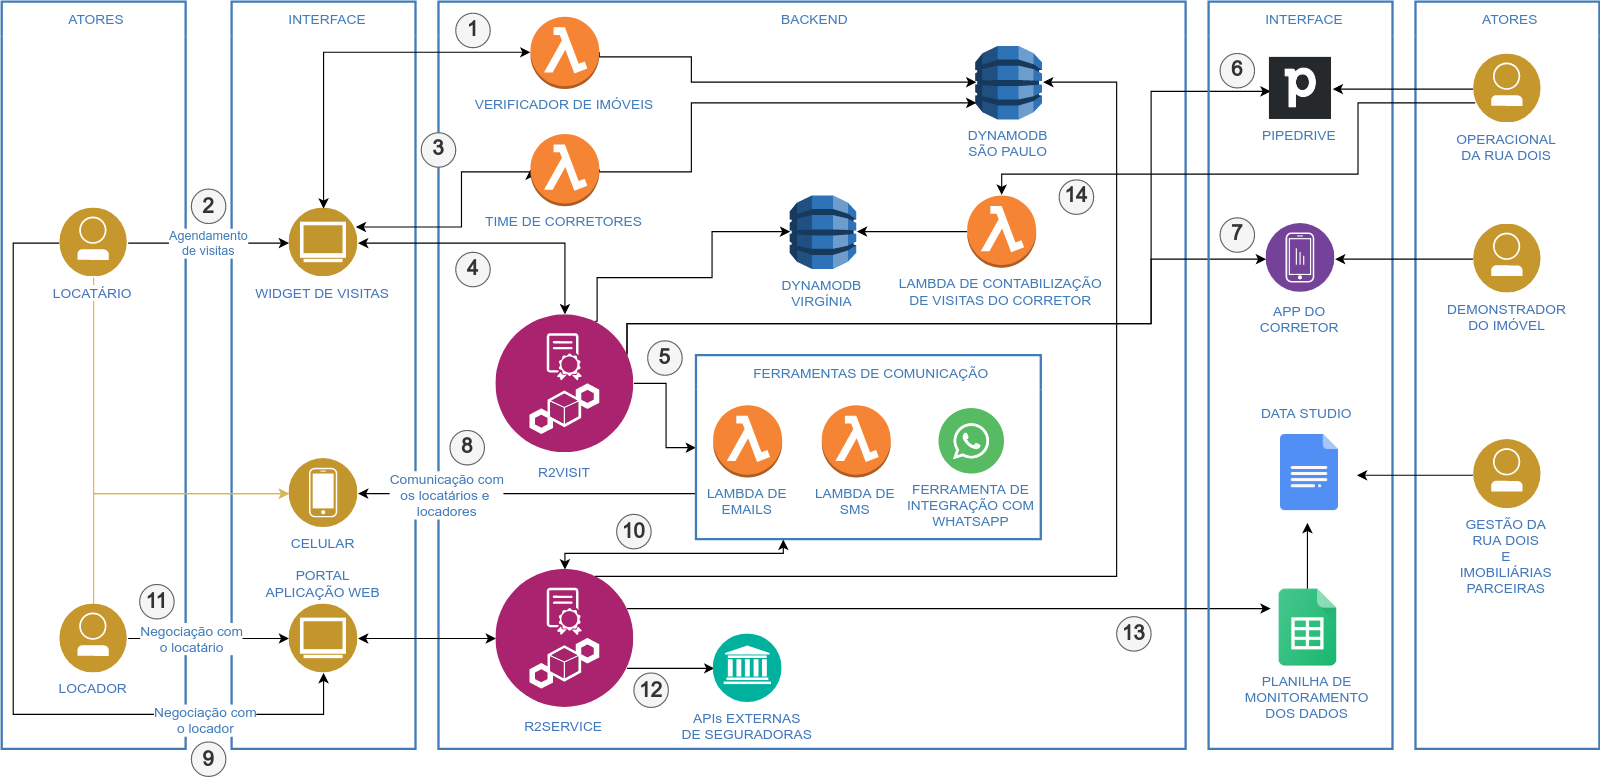 ATORES
INTERFACE
BACKEND
INTERFACE
ATORES
1
VERIFICADOR DE IMÓVEIS
3
TIME DE CORRETORES
DYNAMODB
SÃO PAULO
6
p
PIPEDRIVE
OPERACIONAL
DA RUA DOIS
2
Agendamento
de visitas
LOCATÁRIO
WIDGET DE VISITAS
4
DYNAMODB
VIRGÍNIA
14
LAMBDA DE CONTABILIZAÇÃO
DE VISITAS DO CORRETOR
7
APP DO
CORRETOR
DEMONSTRADOR
DO IMÓVEL
R2VISIT
5
FERRAMENTAS DE COMUNICAÇÃO
LAMBDA DE
EMAILS
LAMBDA DE
SMS
FERRAMENTA DE
INTEGRAÇÃO COM
WHATSAPP
DATA STUDIO
GESTÃO DA
RUA DOIS
E
IMOBILIÁRIAS
PARCEIRAS
8
Comunicação com
os locatários e
locadores
CELULAR
10
PORTAL
APLICAÇÃO WEB
11
Negociação com
o locatário
LOCADOR
Negociação com
o locador
9
R2SERVICE
12
APIs EXTERNAS
DE SEGURADORAS
13
PLANILHA DE
MONITORAMENTO
DOS DADOS